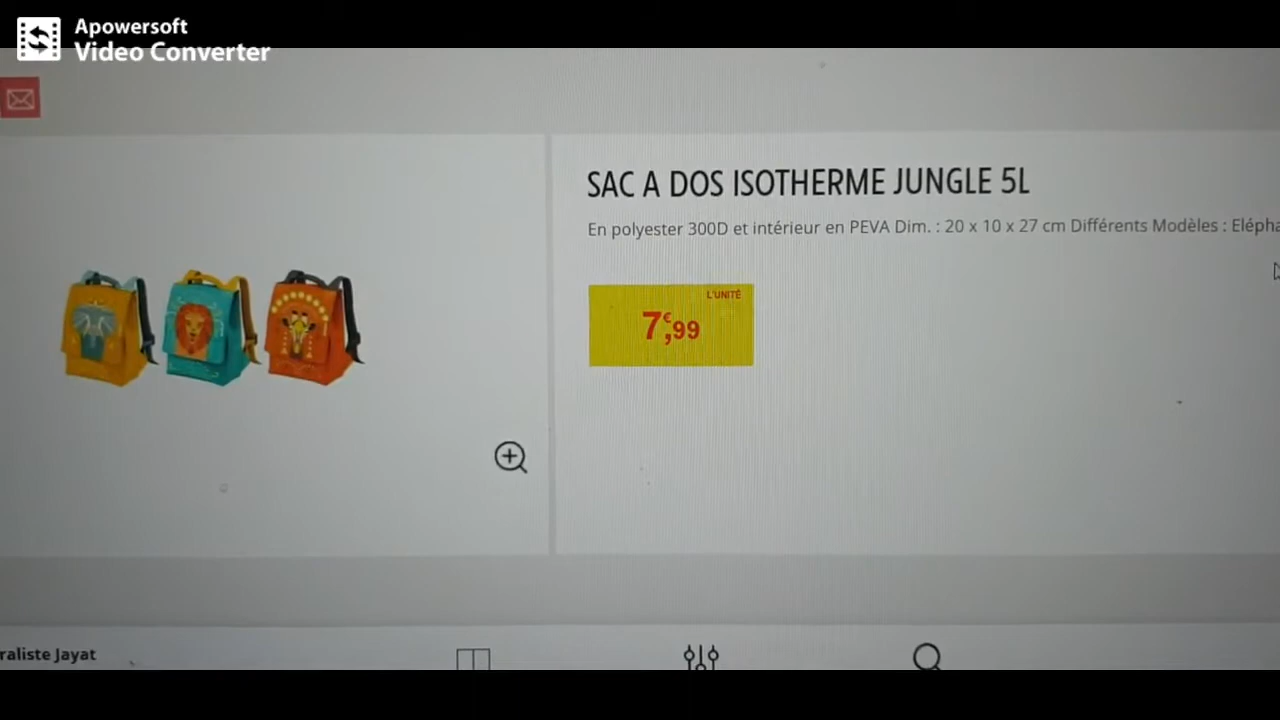 Apowersoft
Video Converter
SAC A DOS ISOTHERME JUNGLE 5L
En polyester 300D et intérieur en PEVA Dim. : 20 x 10 x 27 cm Différents Modèles : Elépha
L'UNITÉ
7€,99
raliste Jayat